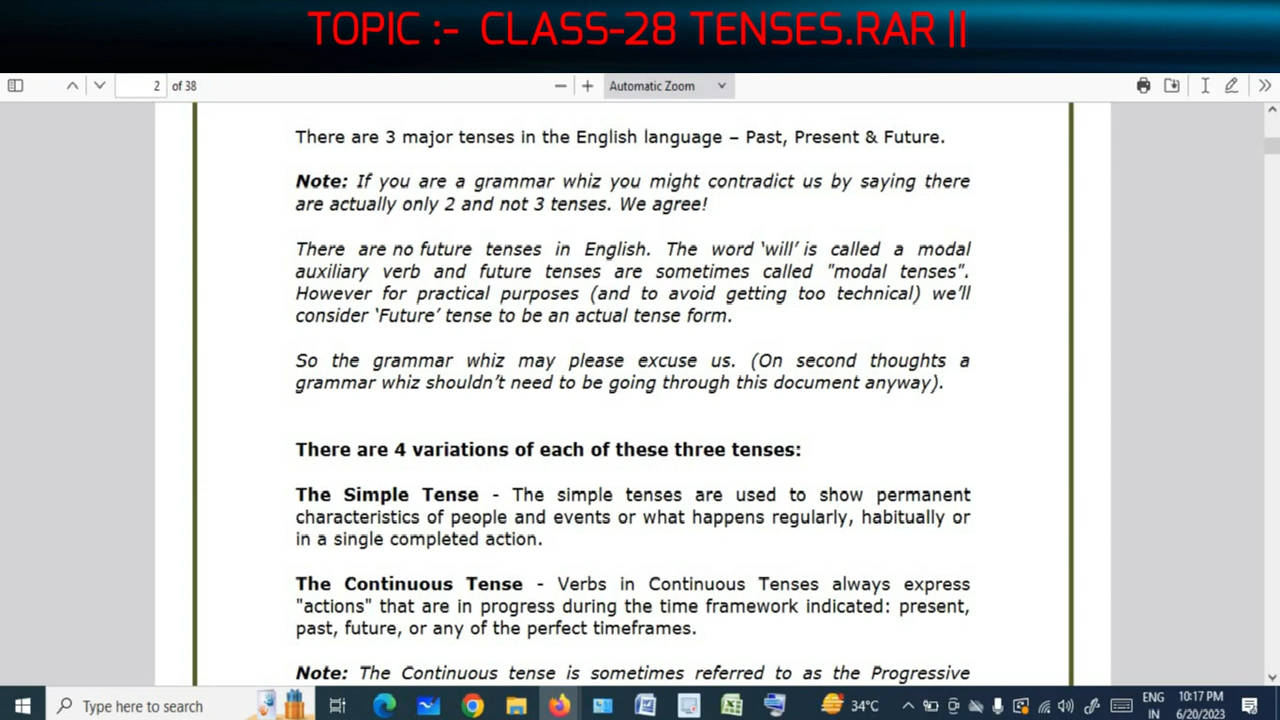 TOPIC :- CLASS-28 TENSES.RAR ||
2 of 38
Automatic Zoom
There are 3 major tenses in the English language – Past, Present & Future.
Note: If you are a grammar whiz you might contradict us by saying there
are actually only 2 and not 3 tenses. We agree!
There are no future tenses in English. The word ‘will’ is called a modal
auxiliary verb and future tenses are sometimes called "modal tenses".
However for practical purposes (and to avoid getting too technical) we’ll
consider ‘Future’ tense to be an actual tense form.
So the grammar whiz may please excuse us. (On second thoughts a
grammar whiz shouldn’t need to be going through this document anyway).
There are 4 variations of each of these three tenses:
The Simple Tense - The simple tenses are used to show permanent
characteristics of people and events or what happens regularly, habitually or
in a single completed action.
The Continuous Tense - Verbs in Continuous Tenses always express
"actions" that are in progress during the time framework indicated: present,
past, future, or any of the perfect timeframes.
Note: The Continuous tense is sometimes referred to as the Progressive
Type here to search
34°C
ENG
IN
10:17 PM
6/20/2023